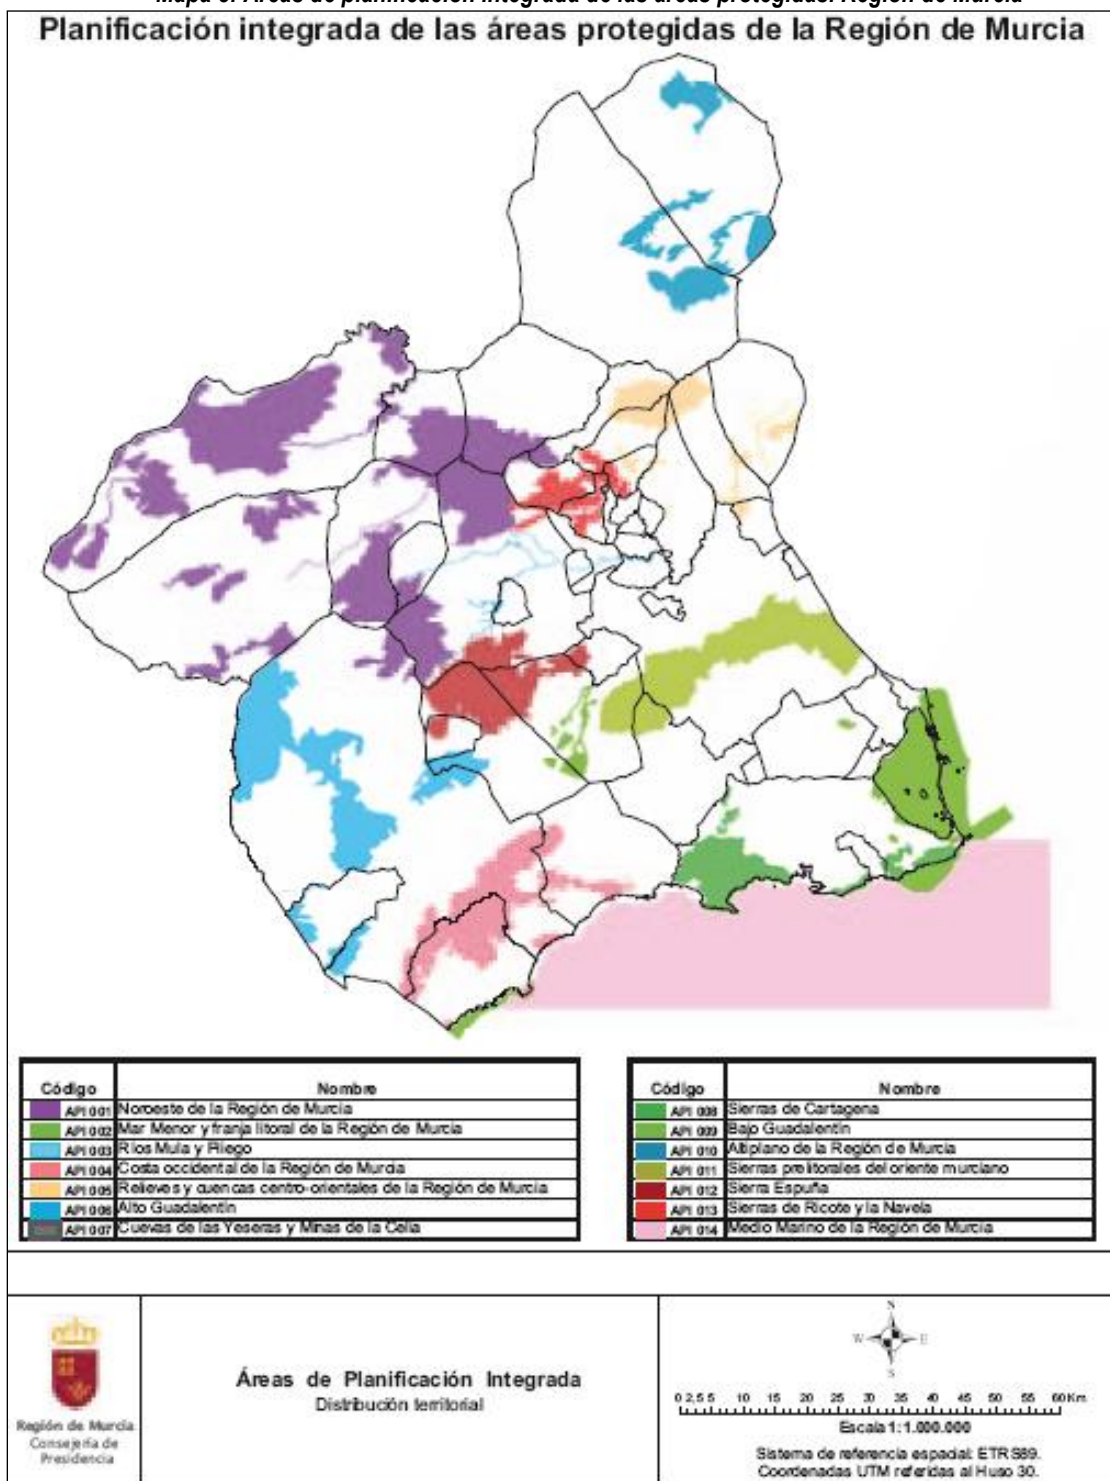 Mapa 3. Áreas de planificación integrada de las áreas protegidas. Región de Murcia
Planificación integrada de las áreas protegidas de la Región de Murcia
Código Nombre
API 001 Noroeste de la Región de Murcia
API 002 Mar Menor y franja litoral de la Región de Murcia
API 003 Ríos Mula y Pliego
API 004 Costa occidental de la Región de Murcia
API 005 Relieves y cuencas centro-orientales de la Región de Murcia
API 006 Alto Guadalentín
API 007 Cuevas de las Yeseras y Minas de la Celia
Código Nombre
API 008 Sierras de Cartagena
API 009 Bajo Guadalentín
API 010 Altiplano de la Región de Murcia
API 011 Sierras prelitorales del oriente murciano
API 012 Sierra Espuña
API 013 Sierras de Ricote y la Navela
API 014 Medio Marino de la Región de Murcia
Región de Murcia
Consejería de
Presidencia
Áreas de Planificación Integrada
Distribución territorial
N
W E
S
0 2,5 5 10 15 20 25 30 35 40 45 50 55 60 Km
Escala 1:1.000.000
Sistema de referencia espacial: ETRS89.
Coordenadas UTM referidas al Huso 30.